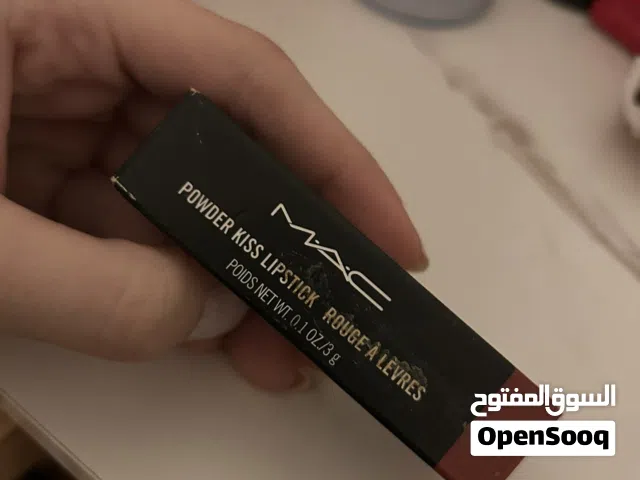 MAC
POWDER KISS LIPSTICK ROUGE À LÈVRES
POIDS NET WT. 0.1 OZ./3 g
السوق المفتوح
OpenSooq